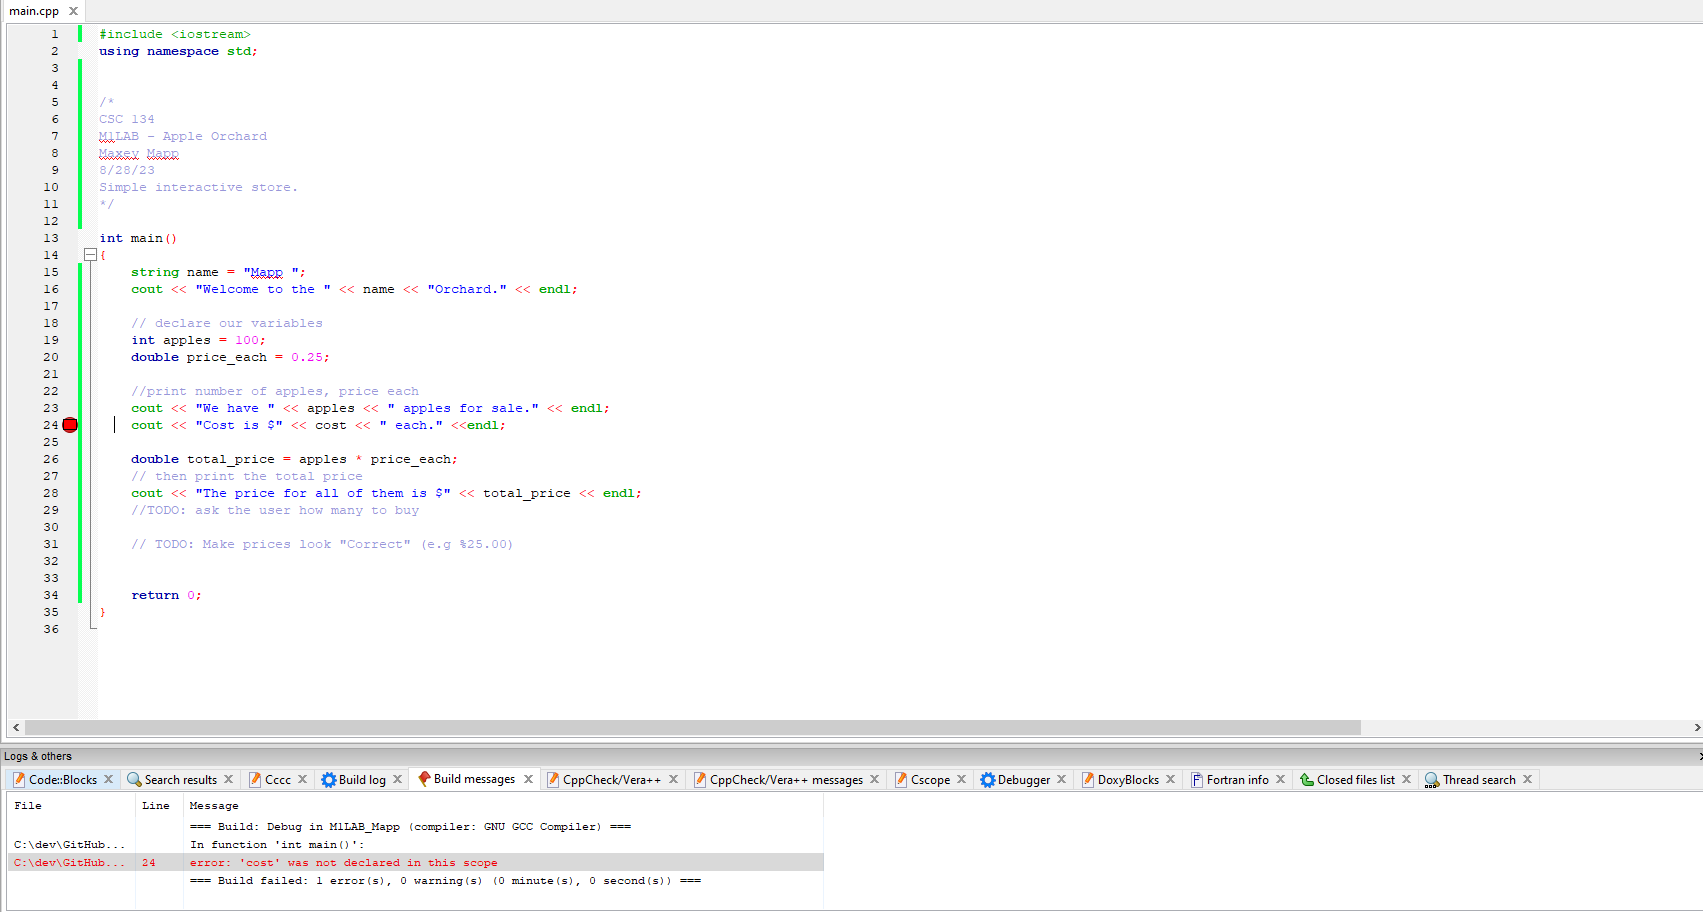 main.cpp
1 #include <iostream>
2 using namespace std;
3
4
5 /*
6 CSC 134
7 M1LAB - Apple Orchard
8 Maxey Mapp
9 8/28/23
10 Simple interactive store.
11 */
12
13 int main()
14 {
15 string name = "Mapp ";
16 cout << "Welcome to the " << name << "Orchard." << endl;
17
18 // declare our variables
19 int apples = 100;
20 double price_each = 0.25;
21
22 //print number of apples, price each
23 cout << "We have " << apples << " apples for sale." << endl;
24 cout << "Cost is $" << cost << " each." <<endl;
25
26 double total_price = apples * price_each;
27 // then print the total price
28 cout << "The price for all of them is $" << total_price << endl;
29 //TODO: ask the user how many to buy
30
31 // TODO: Make prices look "Correct" (e.g %25.00)
32
33
34 return 0;
35 }
36
Logs & others
Code::Blocks Search results Cccc Build log Build messages CppCheck/Vera++ CppCheck/Vera++ messages Cscope Debugger DoxyBlocks Fortran info Closed files list Thread search
File Line Message
=== Build: Debug in M1LAB_Mapp (compiler: GNU GCC Compiler) ===
C:\dev\GitHub... In function 'int main()':
C:\dev\GitHub... 24 error: 'cost' was not declared in this scope
=== Build failed: 1 error(s), 0 warning(s) (0 minute(s), 0 second(s)) ===